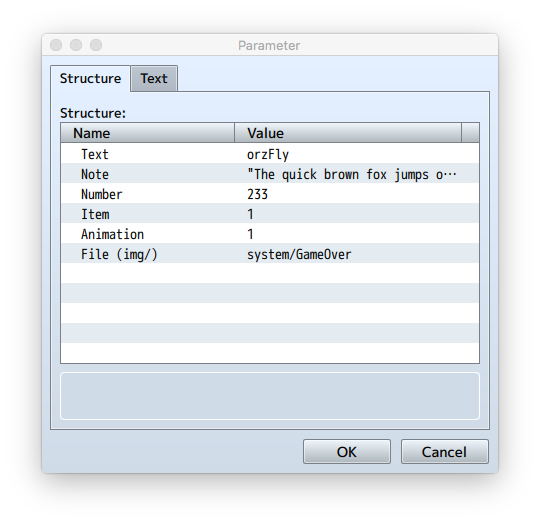 Parameter
Structure Text
Structure:
Name Value
Text orzFly
Note "The quick brown fox jumps o…
Number 233
Item 1
Animation 1
File (img/) system/GameOver
OK Cancel